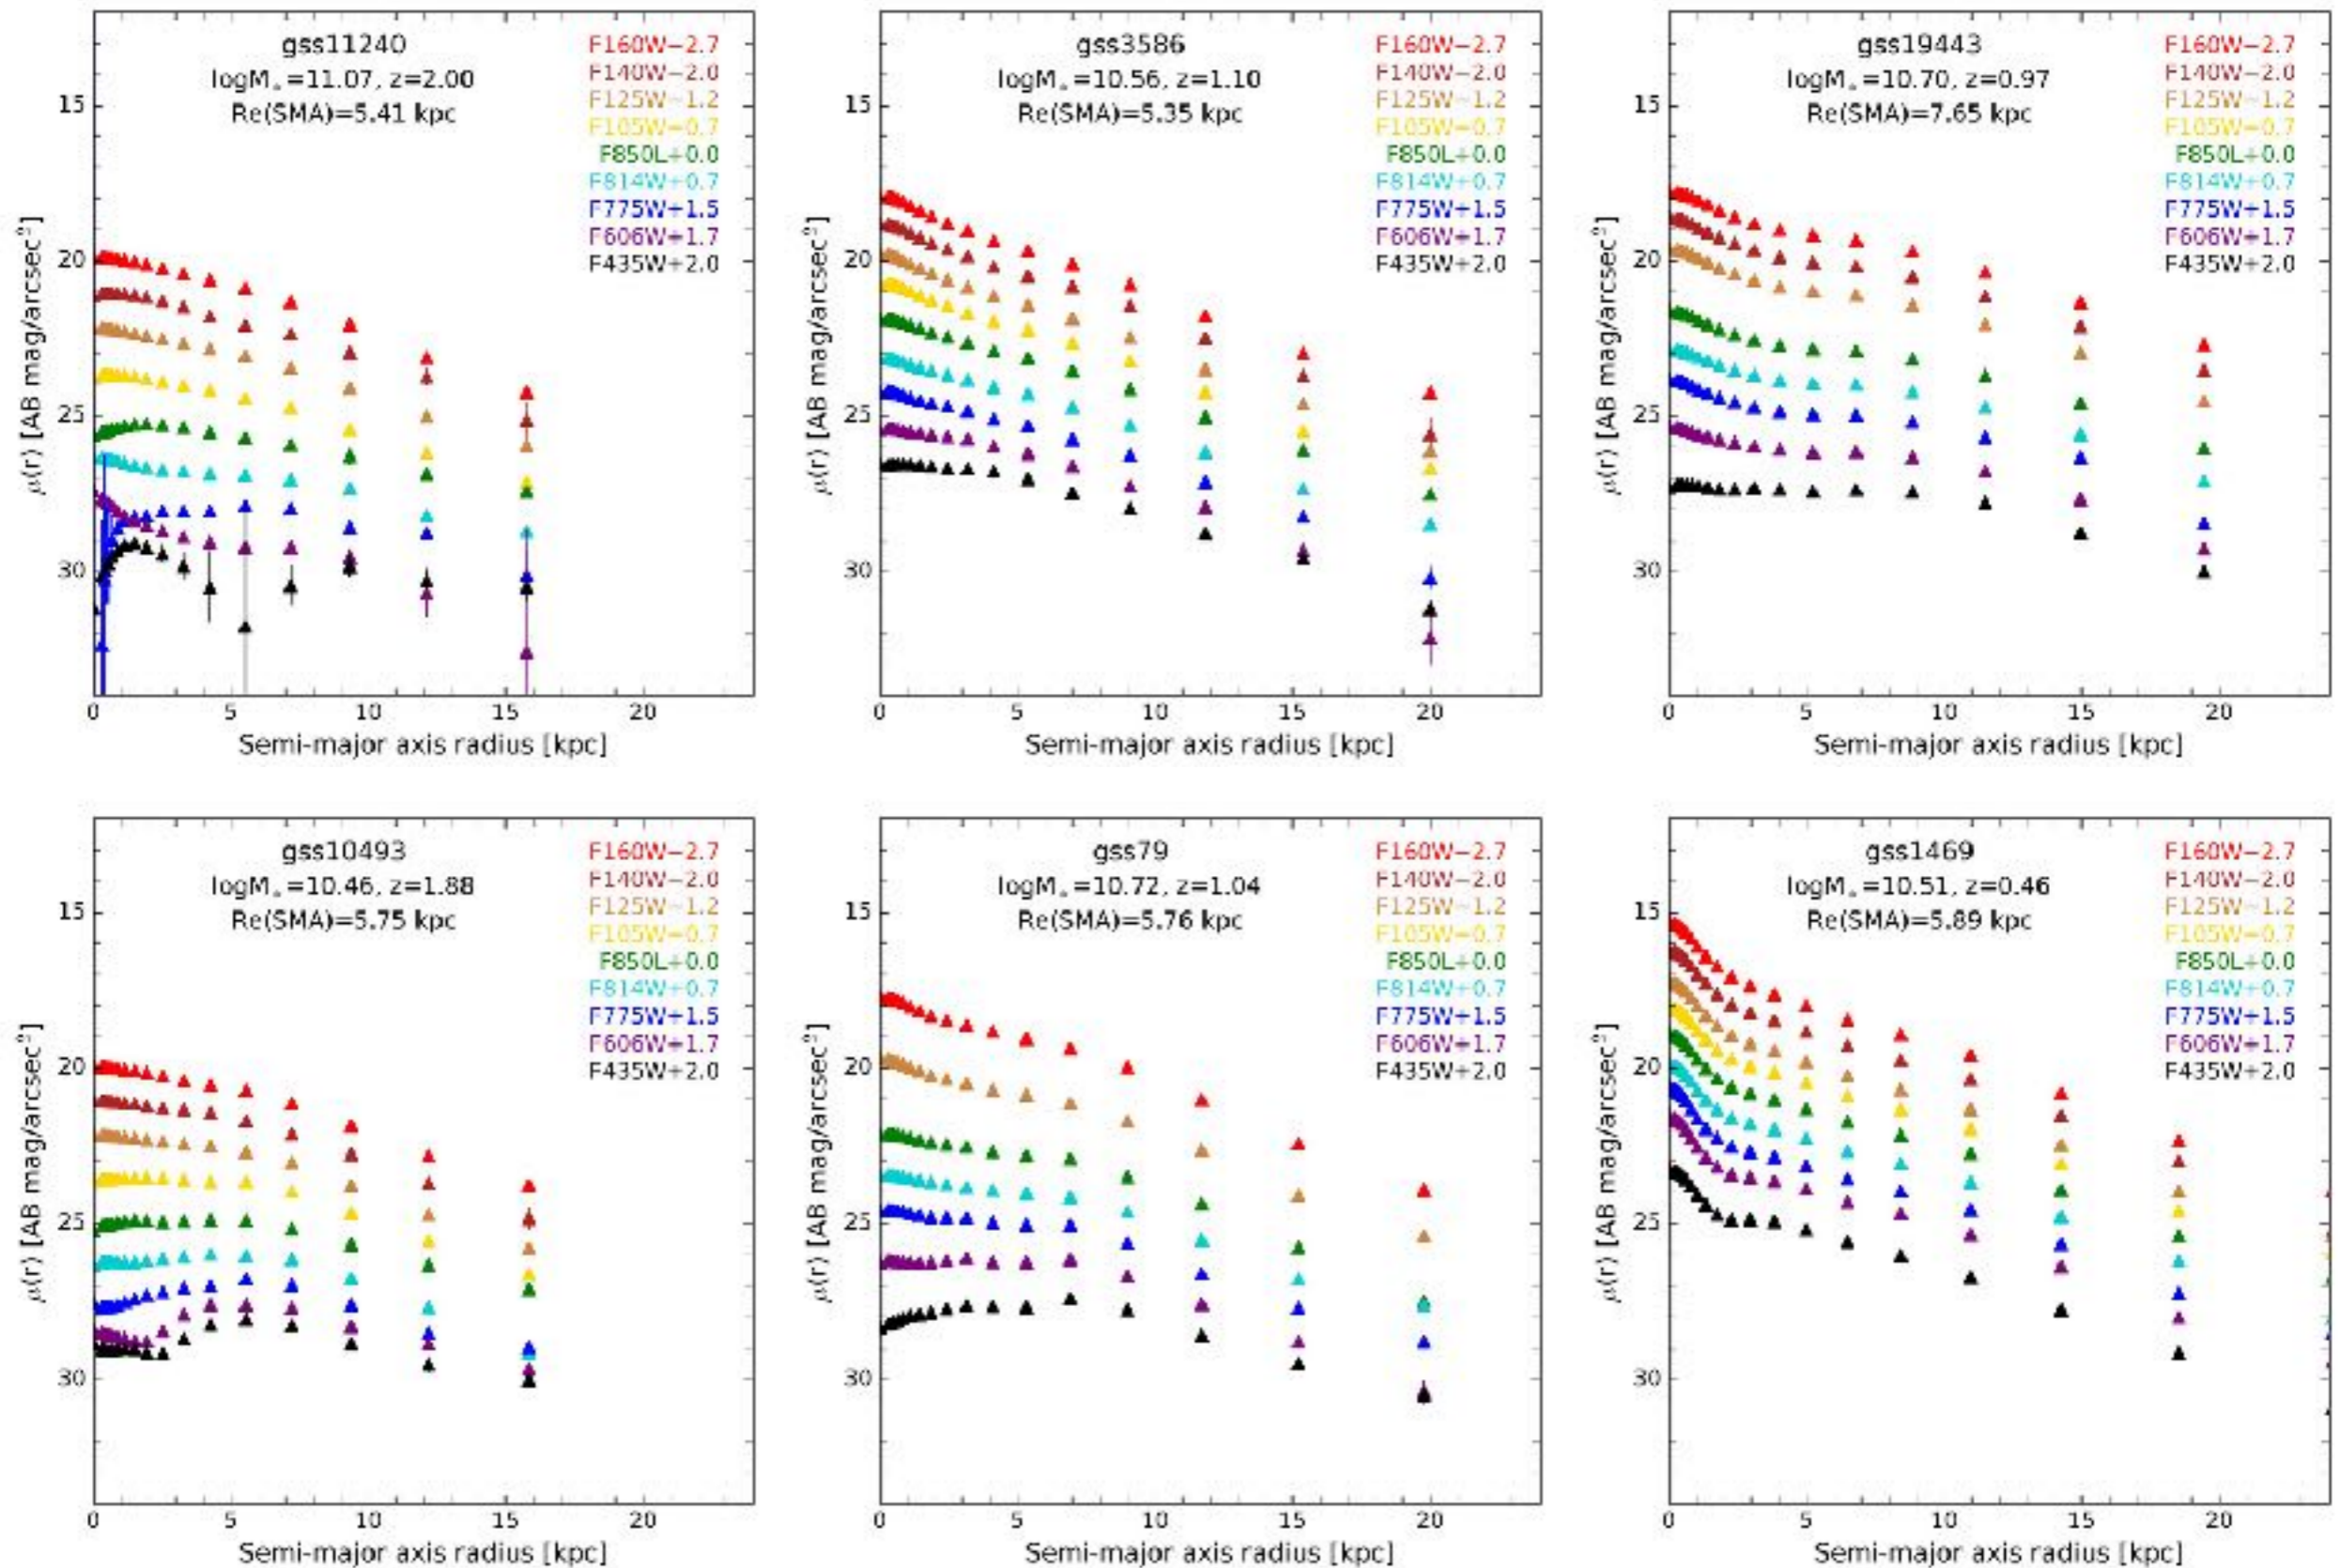 gss11240
logM*=11.07, z=2.00
Re(SMA)=5.41 kpc
F160W−2.7
F140W−2.0
F125W−1.2
F105W−0.7
F850L+0.0
F814W+0.7
F775W+1.5
F606W+1.7
F435W+2.0
15
20
25
30
μ(r) [AB mag/arcsec²]
0 5 10 15 20
Semi-major axis radius [kpc]
gss3586
logM*=10.56, z=1.10
Re(SMA)=5.35 kpc
F160W−2.7
F140W−2.0
F125W−1.2
F105W−0.7
F850L+0.0
F814W+0.7
F775W+1.5
F606W+1.7
F435W+2.0
15
20
25
30
μ(r) [AB mag/arcsec²]
0 5 10 15 20
Semi-major axis radius [kpc]
gss19443
logM*=10.70, z=0.97
Re(SMA)=7.65 kpc
F160W−2.7
F140W−2.0
F125W−1.2
F105W−0.7
F850L+0.0
F814W+0.7
F775W+1.5
F606W+1.7
F435W+2.0
15
20
25
30
μ(r) [AB mag/arcsec²]
0 5 10 15 20
Semi-major axis radius [kpc]
gss10493
logM*=10.46, z=1.88
Re(SMA)=5.75 kpc
F160W−2.7
F140W−2.0
F125W−1.2
F105W−0.7
F850L+0.0
F814W+0.7
F775W+1.5
F606W+1.7
F435W+2.0
15
20
25
30
μ(r) [AB mag/arcsec²]
0 5 10 15 20
Semi-major axis radius [kpc]
gss79
logM*=10.72, z=1.04
Re(SMA)=5.76 kpc
F160W−2.7
F140W−2.0
F125W−1.2
F105W−0.7
F850L+0.0
F814W+0.7
F775W+1.5
F606W+1.7
F435W+2.0
15
20
25
30
μ(r) [AB mag/arcsec²]
0 5 10 15 20
Semi-major axis radius [kpc]
gss1469
logM*=10.51, z=0.46
Re(SMA)=5.89 kpc
F160W−2.7
F140W−2.0
F125W−1.2
F105W−0.7
F850L+0.0
F814W+0.7
F775W+1.5
F606W+1.7
F435W+2.0
15
20
25
30
μ(r) [AB mag/arcsec²]
0 5 10 15 20
Semi-major axis radius [kpc]